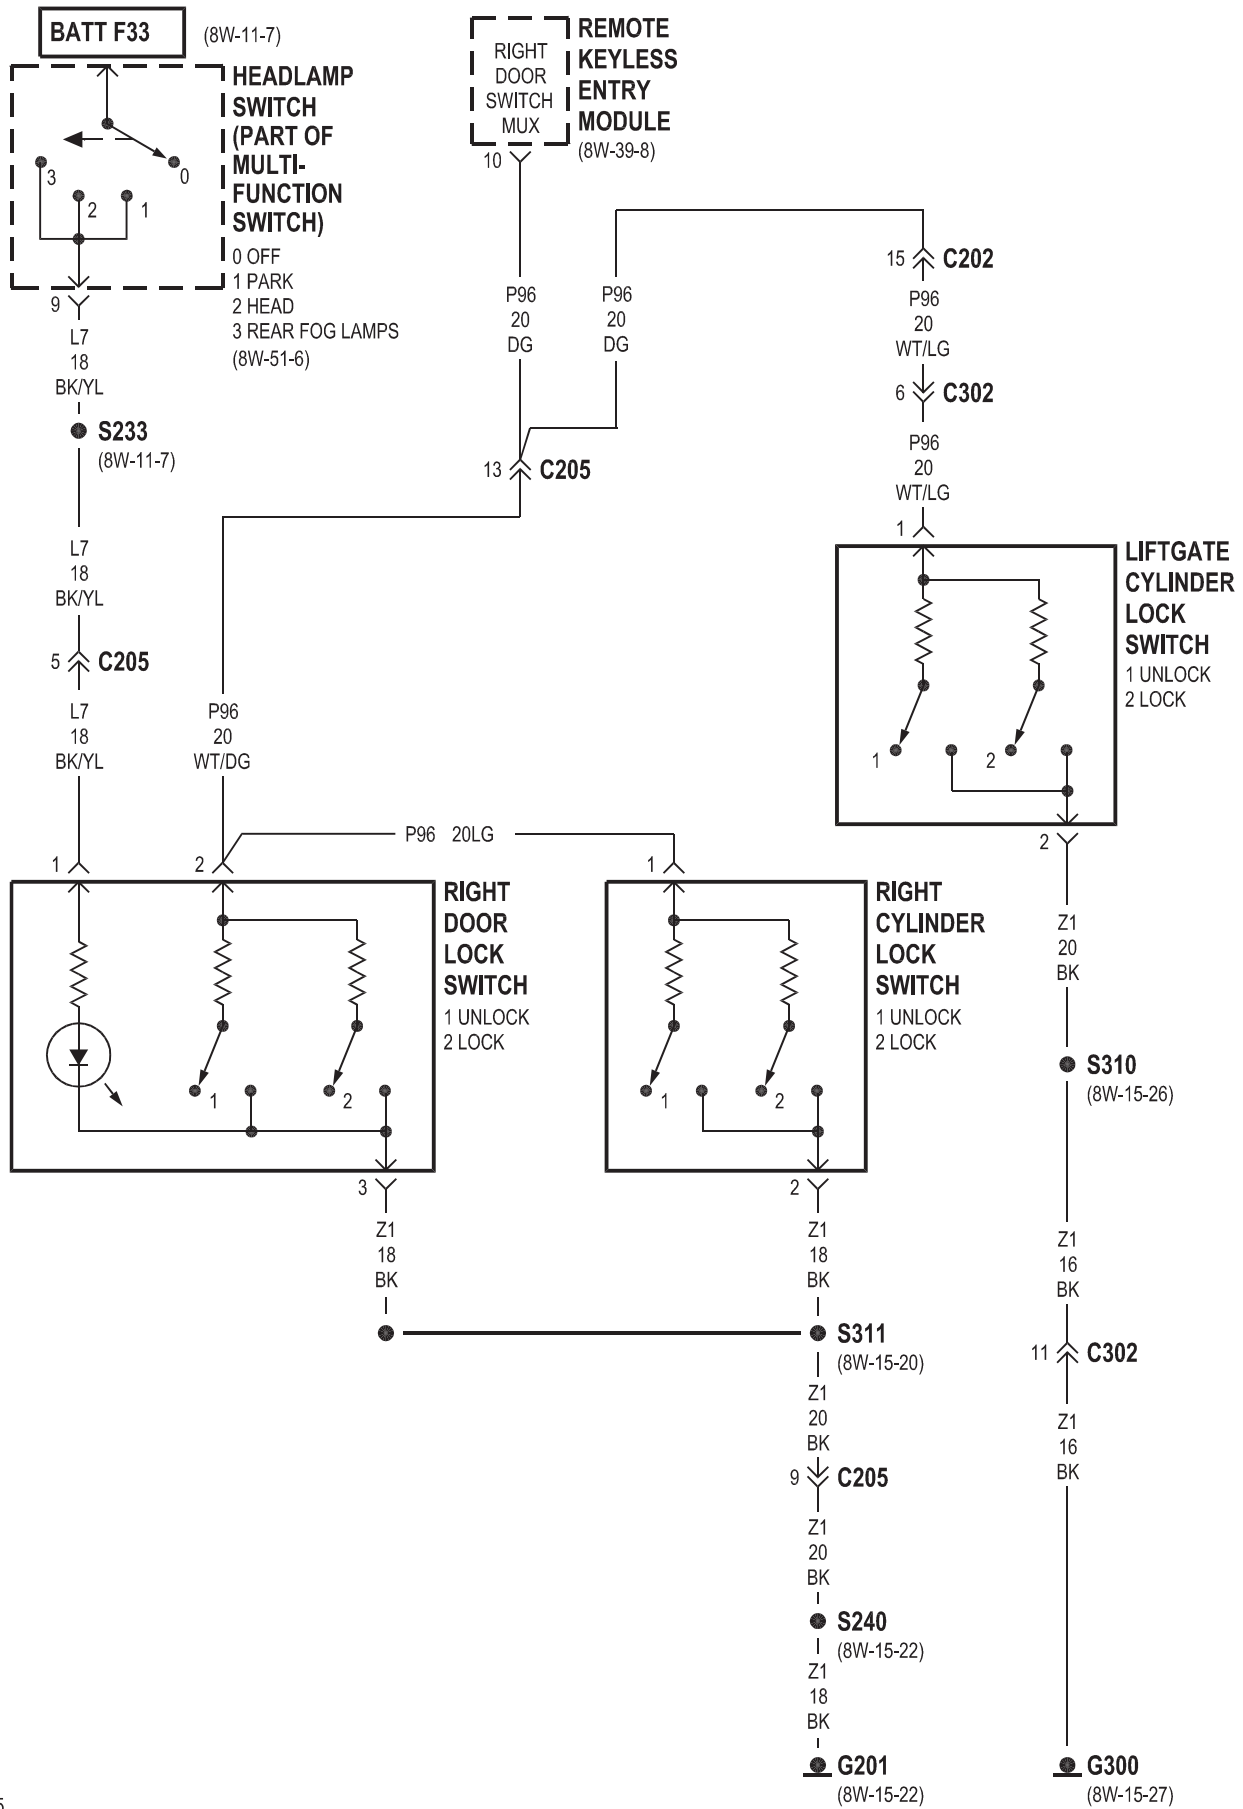 BATT F33
(8W-11-7)
HEADLAMP
SWITCH
(PART OF
MULTI-
FUNCTION
SWITCH)
0 OFF
1 PARK
2 HEAD
3 REAR FOG LAMPS
(8W-51-6)
3
2
1
0
9
L7
18
BK/YL
S233
(8W-11-7)
L7
18
BK/YL
5
C205
L7
18
BK/YL
RIGHT
DOOR
SWITCH
MUX
REMOTE
KEYLESS
ENTRY
MODULE
(8W-39-8)
10
P96
20
DG
P96
20
DG
13
C205
P96
20
WT/DG
15
C202
P96
20
WT/LG
6
C302
P96
20
WT/LG
1
LIFTGATE
CYLINDER
LOCK
SWITCH
1 UNLOCK
2 LOCK
1
2
2
P96 20LG
1
2
RIGHT
DOOR
LOCK
SWITCH
1 UNLOCK
2 LOCK
1
2
3
1
RIGHT
CYLINDER
LOCK
SWITCH
1 UNLOCK
2 LOCK
1
2
2
Z1
20
BK
S310
(8W-15-26)
Z1
18
BK
Z1
18
BK
Z1
16
BK
S311
(8W-15-20)
11
C302
Z1
20
BK
Z1
16
BK
9
C205
Z1
20
BK
S240
(8W-15-22)
Z1
18
BK
G201
(8W-15-22)
G300
(8W-15-27)